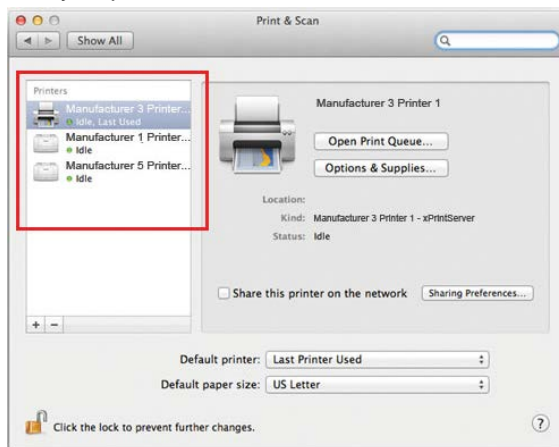 Print & Scan
Show All
Printers
Manufacturer 3 Printer...
Idle, Last Used
Manufacturer 1 Printer...
Idle
Manufacturer 5 Printer...
Idle
Manufacturer 3 Printer 1
Open Print Queue...
Options & Supplies...
Location:
Kind: Manufacturer 3 Printer 1 - xPrintServer
Status: Idle
Share this printer on the network Sharing Preferences...
+ −
Default printer: Last Printer Used
Default paper size: US Letter
Click the lock to prevent further changes. ?